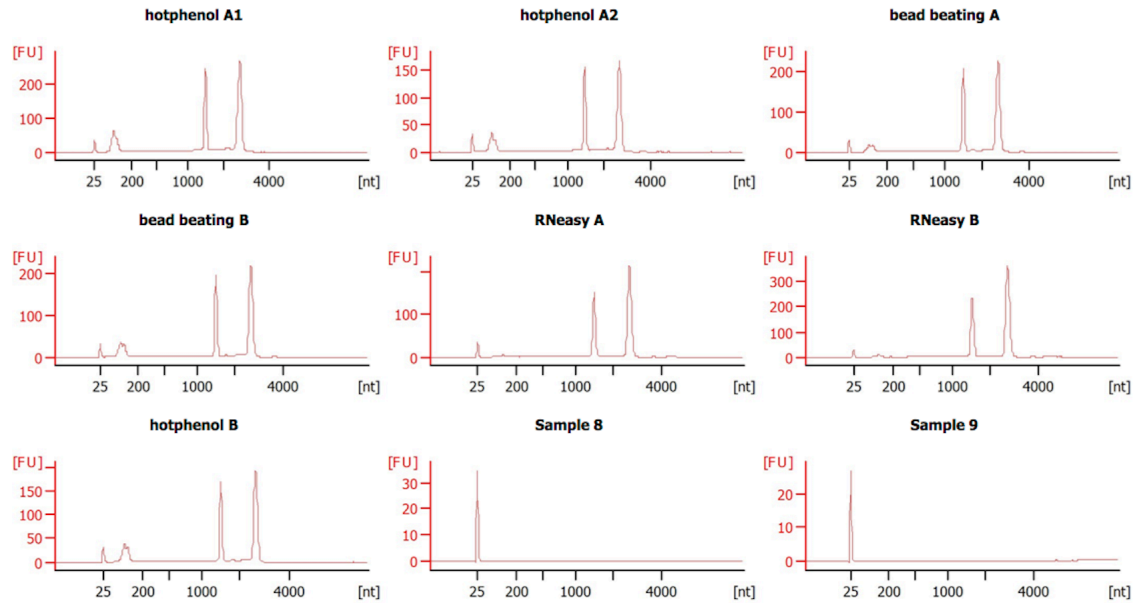 hotphenol A1
[FU]
200
100
0
25 200 1000 4000 [nt]
hotphenol A2
[FU]
150
100
50
0
25 200 1000 4000 [nt]
bead beating A
[FU]
200
100
0
25 200 1000 4000 [nt]
bead beating B
[FU]
200
100
0
25 200 1000 4000 [nt]
RNeasy A
[FU]
100
0
25 200 1000 4000 [nt]
RNeasy B
[FU]
300
200
100
0
25 200 1000 4000 [nt]
hotphenol B
[FU]
150
100
50
0
25 200 1000 4000 [nt]
Sample 8
[FU]
30
20
10
0
25 200 1000 4000 [nt]
Sample 9
[FU]
20
10
0
25 200 1000 4000 [nt]